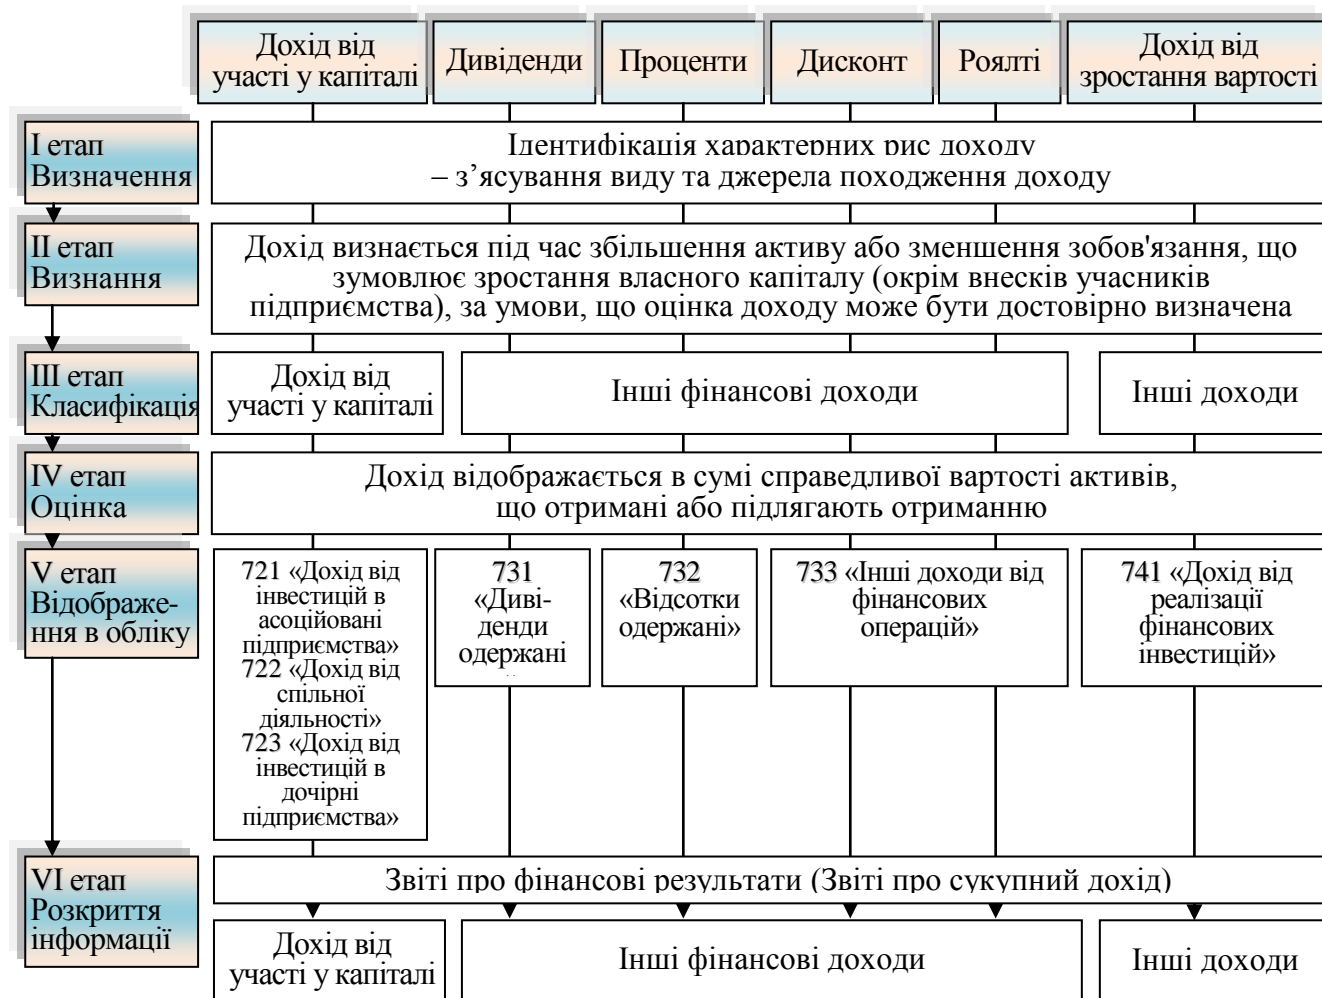 Дохід від
участі у капіталі
Дивіденди
Проценти
Дисконт
Роялті
Дохід від
зростання вартості
І етап
Визначення
Ідентифікація характерних рис доходу
– з’ясування виду та джерела походження доходу
ІІ етап
Визнання
Дохід визнається під час збільшення активу або зменшення зобов'язання, що
зумовлює зростання власного капіталу (окрім внесків учасників
підприємства), за умови, що оцінка доходу може бути достовірно визначена
ІІІ етап
Класифікація
Дохід від
участі у капіталі
Інші фінансові доходи
Інші доходи
IV етап
Оцінка
Дохід відображається в сумі справедливої вартості активів,
що отримані або підлягають отриманню
V етап
Відображе-
ння в обліку
721 «Дохід від
інвестицій в
асоційовані
підприємства»
722 «Дохід від
спільної
діяльності»
723 «Дохід від
інвестицій в
дочірні
підприємства»
731
«Диві-
денди
одержані
732
«Відсотки
одержані»
733 «Інші доходи від
фінансових
операцій»
741 «Дохід від
реалізації
фінансових
інвестицій»
VI етап
Розкриття
інформації
Звіті про фінансові результати (Звіті про сукупний дохід)
Дохід від
участі у капіталі
Інші фінансові доходи
Інші доходи